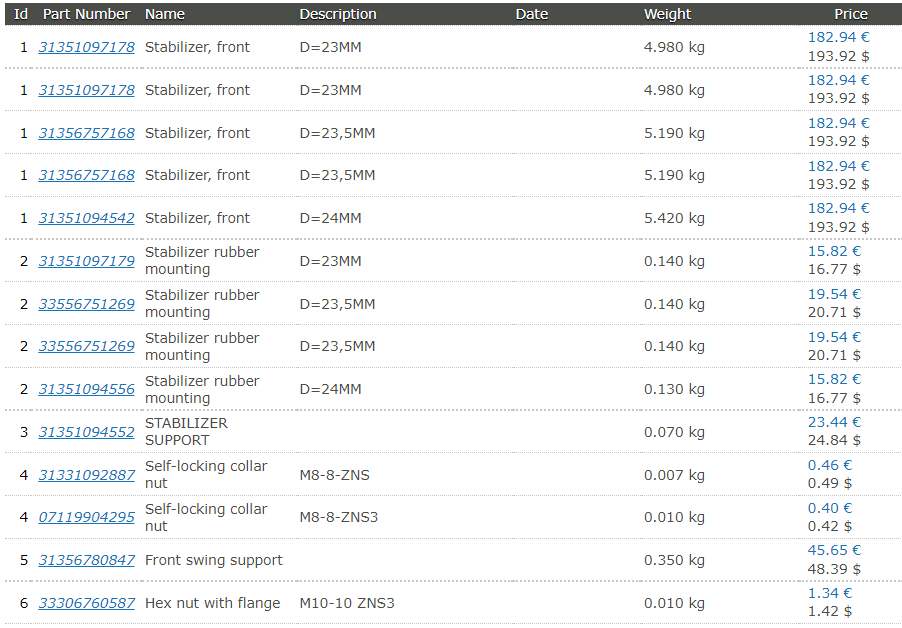 Id Part Number Name Description Date Weight Price
1 31351097178 Stabilizer, front D=23MM 4.980 kg 182.94 €
193.92 $
1 31351097178 Stabilizer, front D=23MM 4.980 kg 182.94 €
193.92 $
1 31356757168 Stabilizer, front D=23,5MM 5.190 kg 182.94 €
193.92 $
1 31356757168 Stabilizer, front D=23,5MM 5.190 kg 182.94 €
193.92 $
1 31351094542 Stabilizer, front D=24MM 5.420 kg 182.94 €
193.92 $
2 31351097179 Stabilizer rubber D=23MM 0.140 kg 15.82 €
mounting 16.77 $
2 33556751269 Stabilizer rubber D=23,5MM 0.140 kg 19.54 €
mounting 20.71 $
2 33556751269 Stabilizer rubber D=23,5MM 0.140 kg 19.54 €
mounting 20.71 $
2 31351094556 Stabilizer rubber D=24MM 0.130 kg 15.82 €
mounting 16.77 $
3 31351094552 STABILIZER 0.070 kg 23.44 €
SUPPORT 24.84 $
4 31331092887 Self-locking collar M8-8-ZNS 0.007 kg 0.46 €
nut 0.49 $
4 07119904295 Self-locking collar M8-8-ZNS3 0.010 kg 0.40 €
nut 0.42 $
5 31356780847 Front swing support 0.350 kg 45.65 €
48.39 $
6 33306760587 Hex nut with flange M10-10 ZNS3 0.010 kg 1.34 €
1.42 $